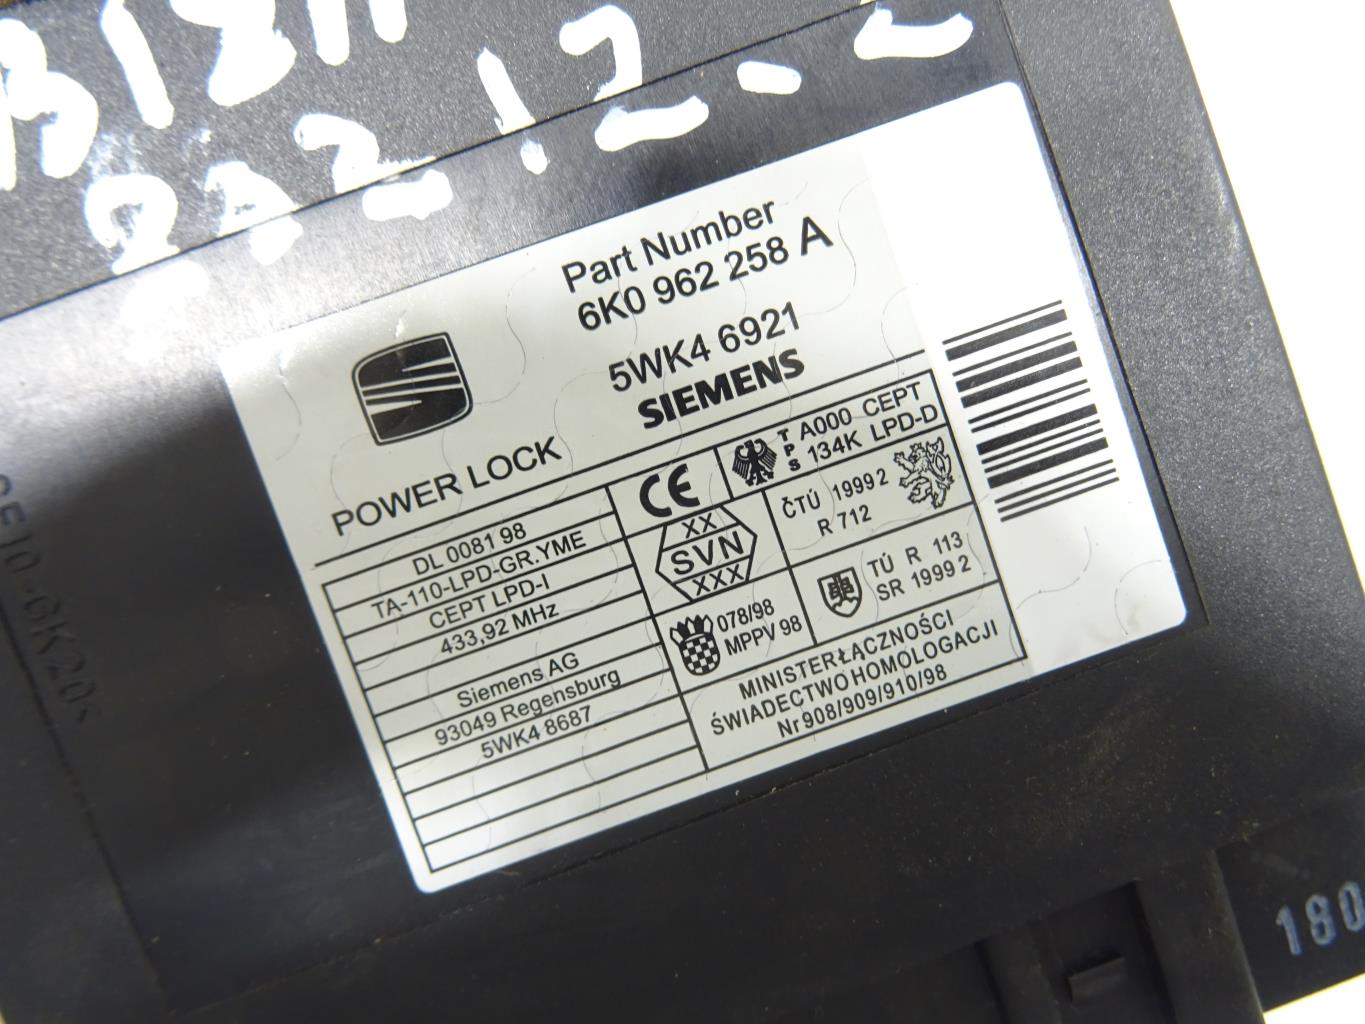 Part Number
6K0 962 258 A
5WK4 6921
SIEMENS
POWER LOCK
DL 0081 98
TA-110-LPD-GR.YME
CEPT LPD-I
433,92 MHz
Siemens AG
93049 Regensburg
5WK4 8687
CE
TPS A000 CEPT
134K LPD-D
XX
SVN
XXX
ČTÚ 1999 2
R 712
078/98
MPPV 98
TÚ R 113
SR 1999 2
MINISTER ŁĄCZNOŚCI
ŚWIADECTWO HOMOLOGACJI
Nr 908/909/910/98
180